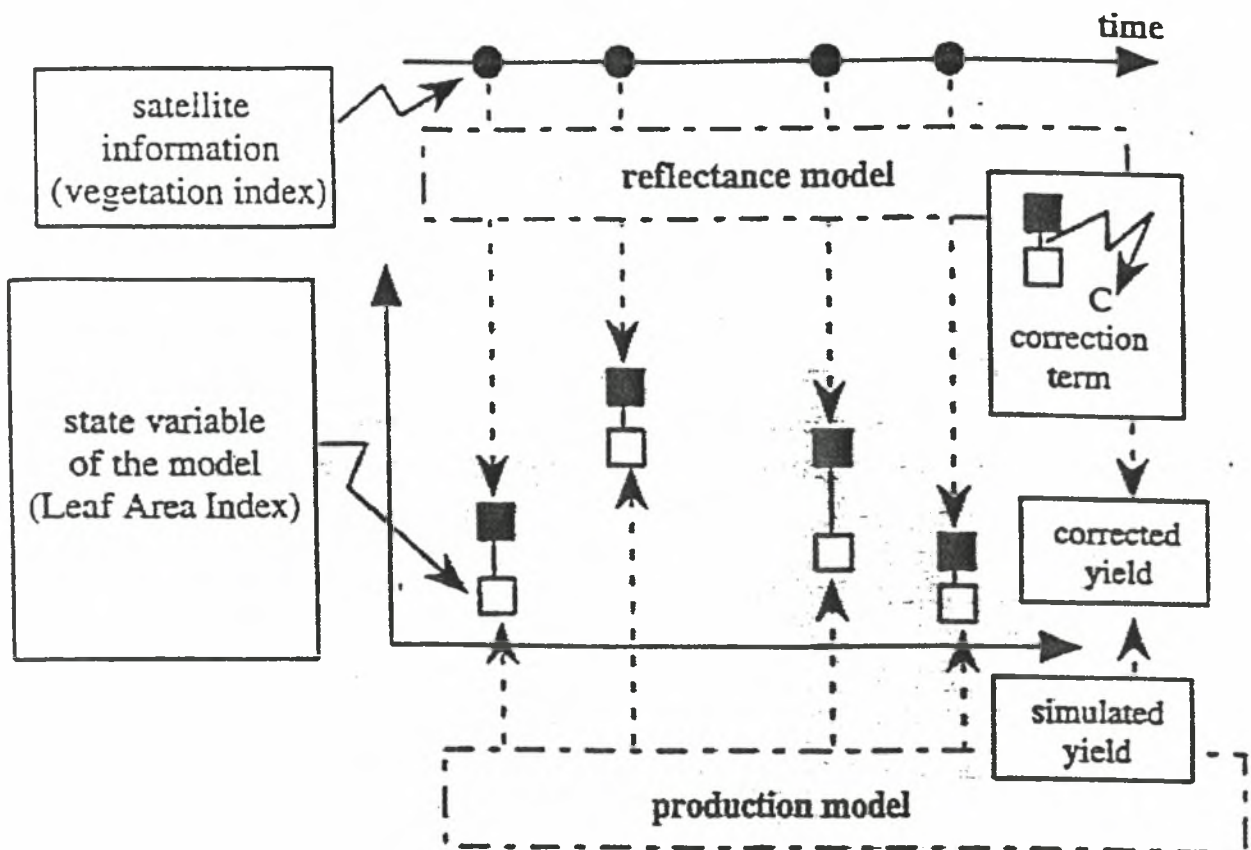 time
satellite
information
(vegetation index)
reflectance model
C
correction
term
state variable
of the model
(Leaf Area Index)
corrected
yield
simulated
yield
production model